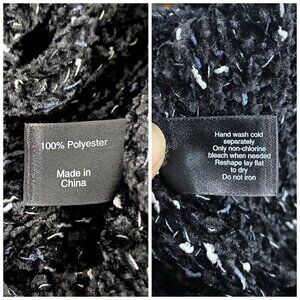 100% Polyester
Made in
China
Hand wash cold
separately
Only non-chlorine
bleach when needed
Reshape lay flat
to dry
Do not iron